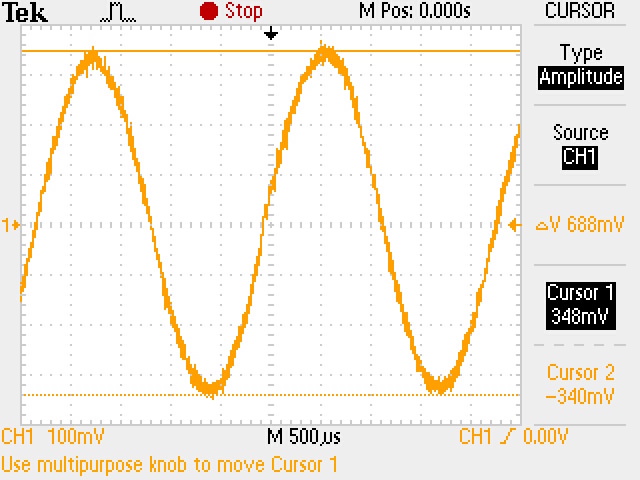 Tek Stop M Pos: 0.000s CURSOR
Type
Amplitude
Source
CH1
1
△V 688mV
Cursor 1
348mV
Cursor 2
-340mV
CH1 100mV M 500µs CH1 0.00V
Use multipurpose knob to move Cursor 1